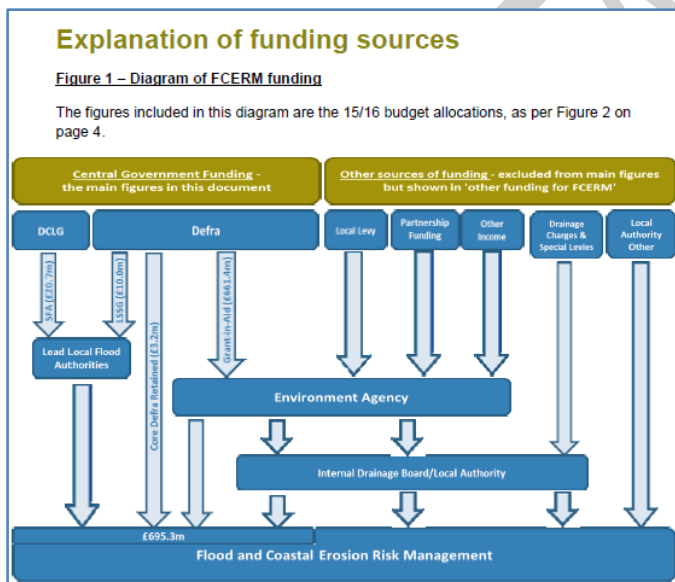 Explanation of funding sources
Figure 1 – Diagram of FCERM funding
The figures included in this diagram are the 15/16 budget allocations, as per Figure 2 on
page 4.
Central Government Funding -
the main figures in this document
Other sources of funding - excluded from main figures
but shown in 'other funding for FCERM'
DCLG
Defra
Local Levy
Partnership
Funding
Other
Income
Drainage
Charges &
Special Levies
Local
Authority
Other
SFA (£20.7m)
LSSG (£10.0m)
Core Defra Retained (£3.2m)
Grant-in-Aid (£661.4m)
Lead Local Flood
Authorities
Environment Agency
Internal Drainage Board/Local Authority
£695.3m
Flood and Coastal Erosion Risk Management